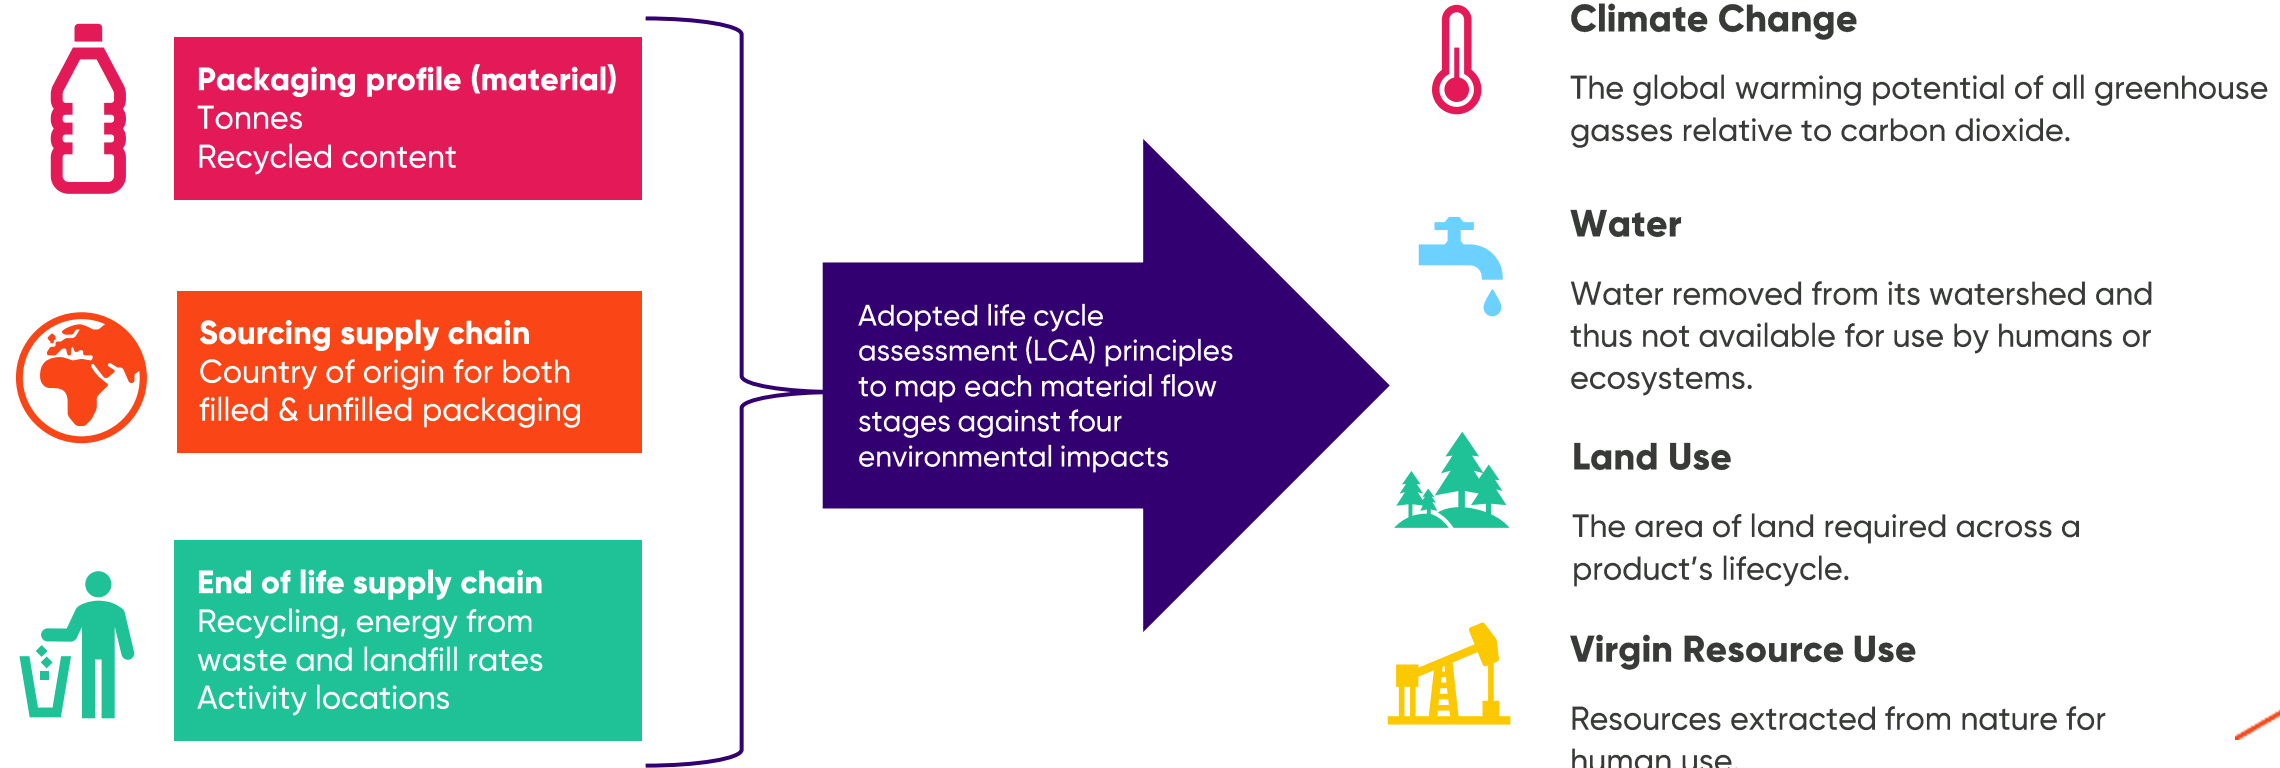 Packaging profile (material)
Tonnes
Recycled content
Sourcing supply chain
Country of origin for both
filled & unfilled packaging
End of life supply chain
Recycling, energy from
waste and landfill rates
Activity locations
Adopted life cycle
assessment (LCA) principles
to map each material flow
stages against four
environmental impacts
Climate Change
The global warming potential of all greenhouse
gasses relative to carbon dioxide.
Water
Water removed from its watershed and
thus not available for use by humans or
ecosystems.
Land Use
The area of land required across a
product’s lifecycle.
Virgin Resource Use
Resources extracted from nature for
human use.